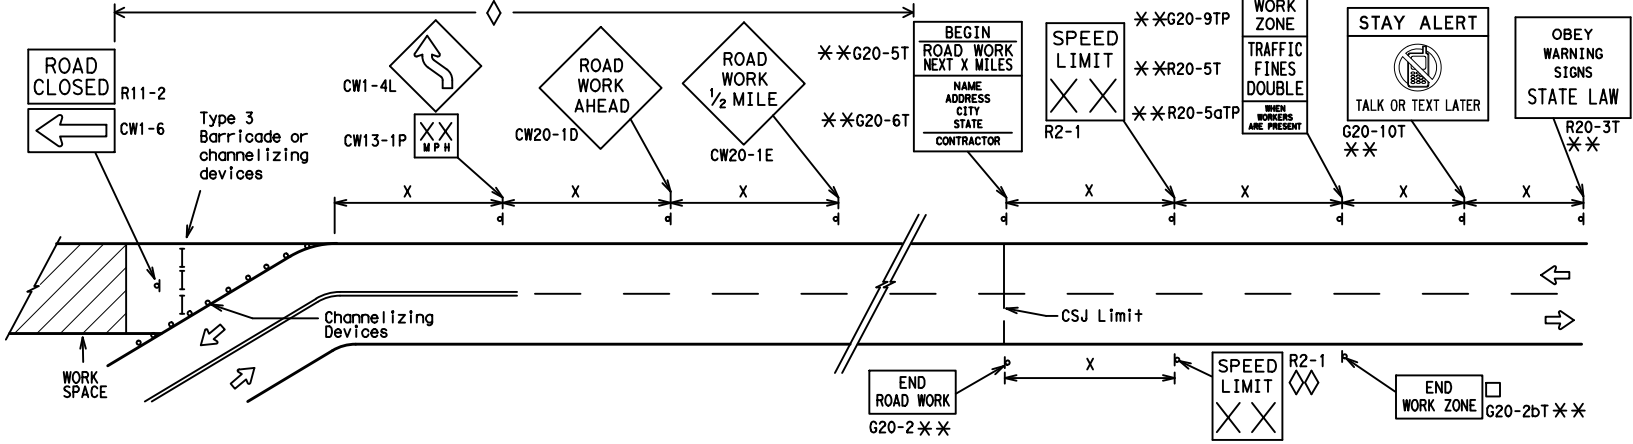 ROAD
CLOSED
R11-2
CW1-6
Type 3
Barricade or
channelizing
devices
CW1-4L
XX
MPH
CW13-1P
ROAD
WORK
AHEAD
CW20-1D
ROAD
WORK
1/2 MILE
CW20-1E
**G20-5T
**G20-6T
BEGIN
ROAD WORK
NEXT X MILES
NAME
ADDRESS
CITY
STATE
CONTRACTOR
SPEED
LIMIT
XX
R2-1
**G20-9TP
**R20-5T
**R20-5aTP
WORK
ZONE
TRAFFIC
FINES
DOUBLE
WHEN
WORKERS
ARE PRESENT
STAY ALERT
TALK OR TEXT LATER
G20-10T
**
OBEY
WARNING
SIGNS
STATE LAW
R20-3T
**
X
X
X
X
X
X
X
Channelizing
Devices
CSJ Limit
WORK
SPACE
X
END
ROAD WORK
G20-2**
SPEED
LIMIT
XX
R2-1
END
WORK ZONE
G20-2bT**